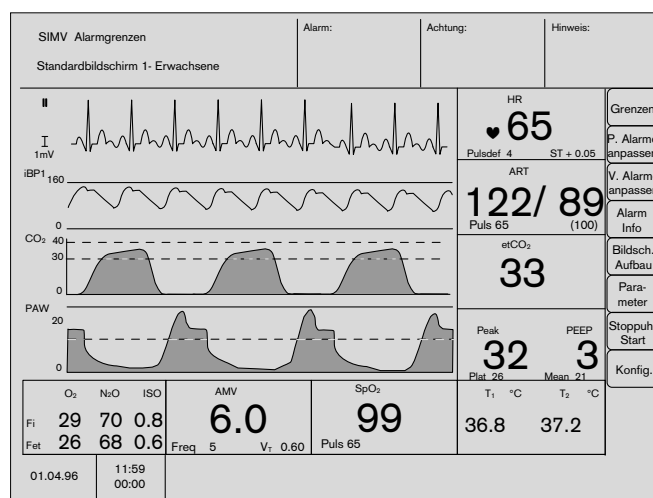 SIMV Alarmgrenzen
Standardbildschirm 1- Erwachsene
Alarm:
Achtung:
Hinweis:
II
1mV
iBP1
160
0
CO₂
40
30
0
PAW
20
0
HR
♥ 65
Pulsdef 4 ST + 0.05
ART
122/ 89
Puls 65 (100)
etCO₂
33
Peak PEEP
32 3
Plat 26 Mean 21
Grenzen
P. Alarme
anpassen
V. Alarme
anpassen
Alarm
Info
Bildsch.
Aufbau
Para-
meter
Stoppuhr
Start
Konfig.
O₂ N₂O ISO
Fi 29 70 0.8
Fet 26 68 0.6
AMV
6.0
Freq 5 V_T 0.60
SpO₂
99
Puls 65
T₁ °C T₂ °C
36.8 37.2
01.04.96
11:59
00:00